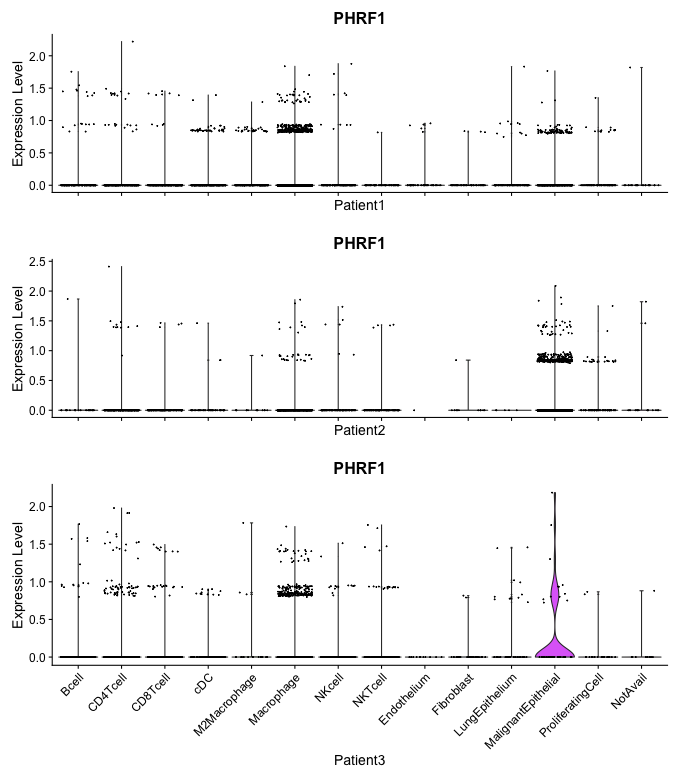 PHRF1
Expression Level
2.0
1.5
1.0
0.5
0.0
Patient1
PHRF1
Expression Level
2.5
2.0
1.5
1.0
0.5
0.0
Patient2
PHRF1
Expression Level
2.0
1.5
1.0
0.5
0.0
Bcell
CD4Tcell
CD8Tcell
cDC
M2Macrophage
Macrophage
NKcell
NKTcell
Endothelium
Fibroblast
LungEpithelium
MalignantEpithelial
ProliferatingCell
NotAvail
Patient3